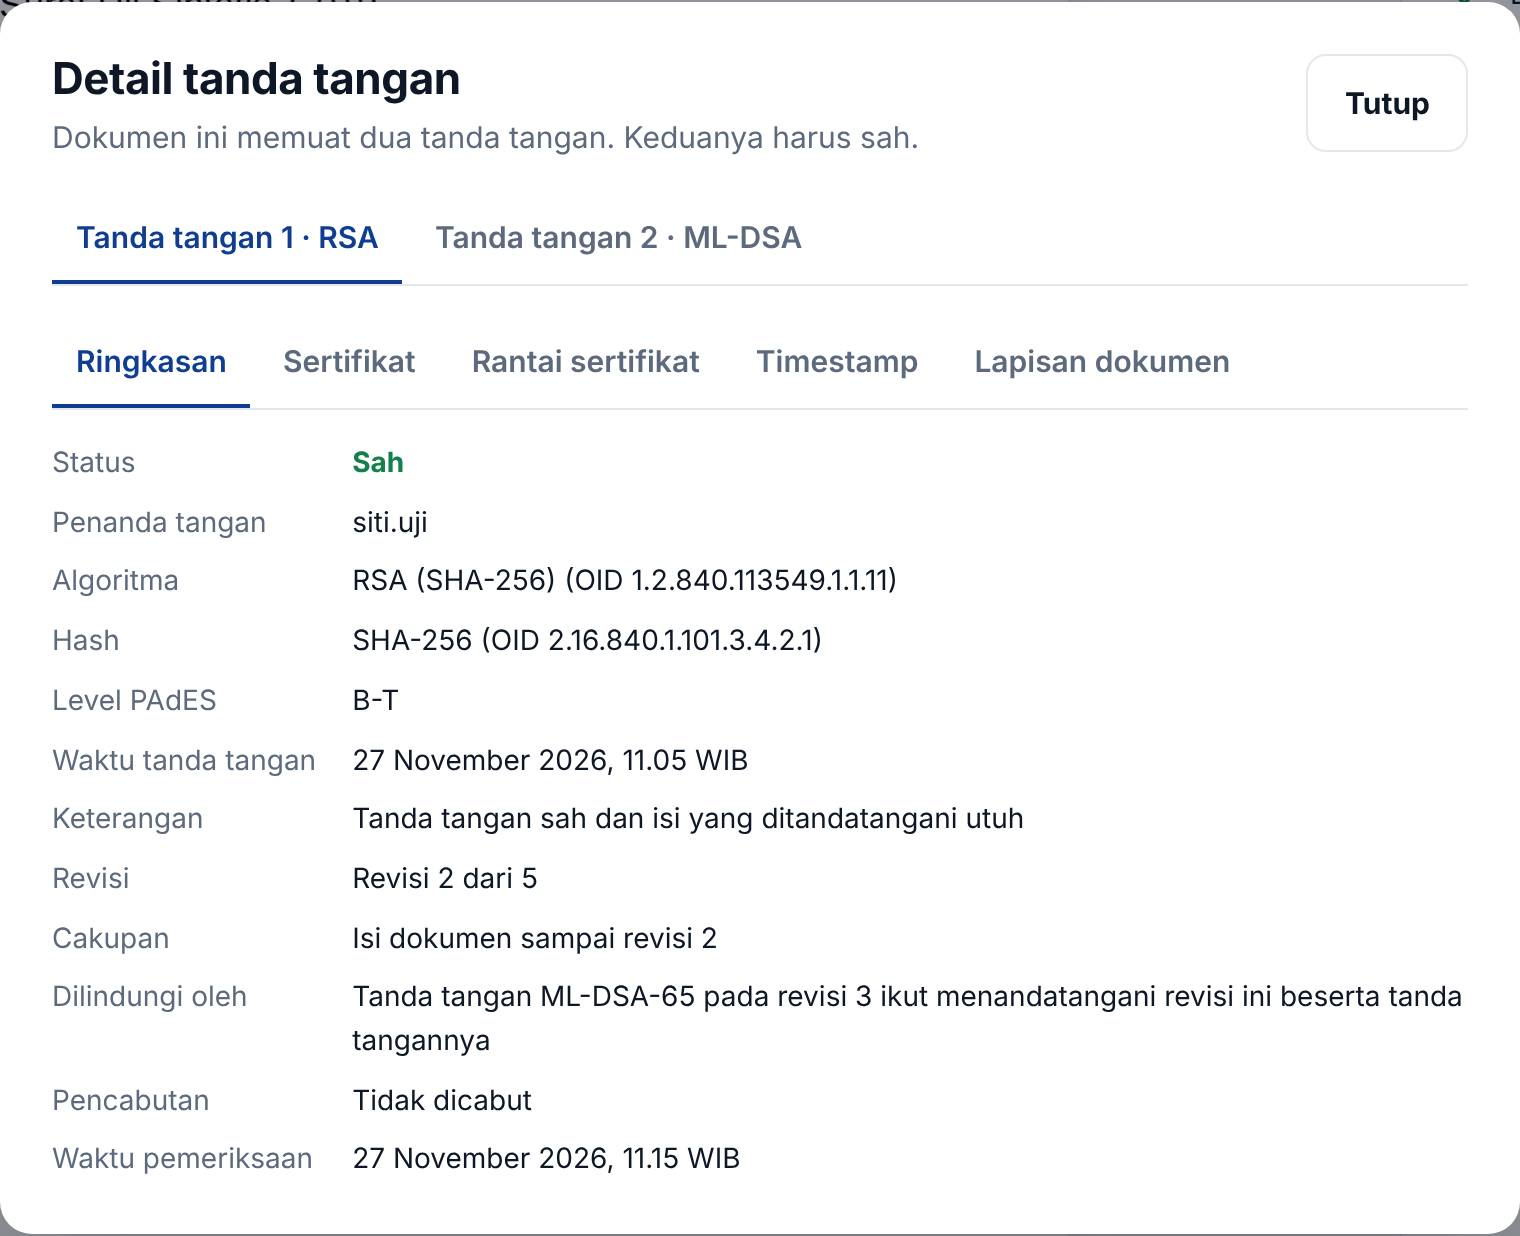 Detail tanda tangan
Dokumen ini memuat dua tanda tangan. Keduanya harus sah.
Tutup
Tanda tangan 1 · RSA
Tanda tangan 2 · ML-DSA
Ringkasan
Sertifikat
Rantai sertifikat
Timestamp
Lapisan dokumen
Status Sah
Penanda tangan siti.uji
Algoritma RSA (SHA-256) (OID 1.2.840.113549.1.1.11)
Hash SHA-256 (OID 2.16.840.1.101.3.4.2.1)
Level PAdES B-T
Waktu tanda tangan 27 November 2026, 11.05 WIB
Keterangan Tanda tangan sah dan isi yang ditandatangani utuh
Revisi Revisi 2 dari 5
Cakupan Isi dokumen sampai revisi 2
Dilindungi oleh Tanda tangan ML-DSA-65 pada revisi 3 ikut menandatangani revisi ini beserta tanda
tangannya
Pencabutan Tidak dicabut
Waktu pemeriksaan 27 November 2026, 11.15 WIB